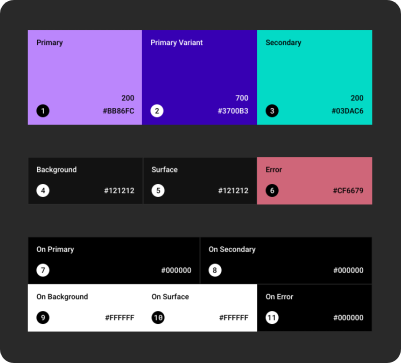 Primary
Primary Variant
Secondary
200
700
200
1 #BB86FC
2 #3700B3
3 #03DAC6
Background
Surface
Error
4 #121212
5 #121212
6 #CF6679
On Primary
On Secondary
7 #000000
8 #000000
On Background
On Surface
On Error
9 #FFFFFF
10 #FFFFFF
11 #000000